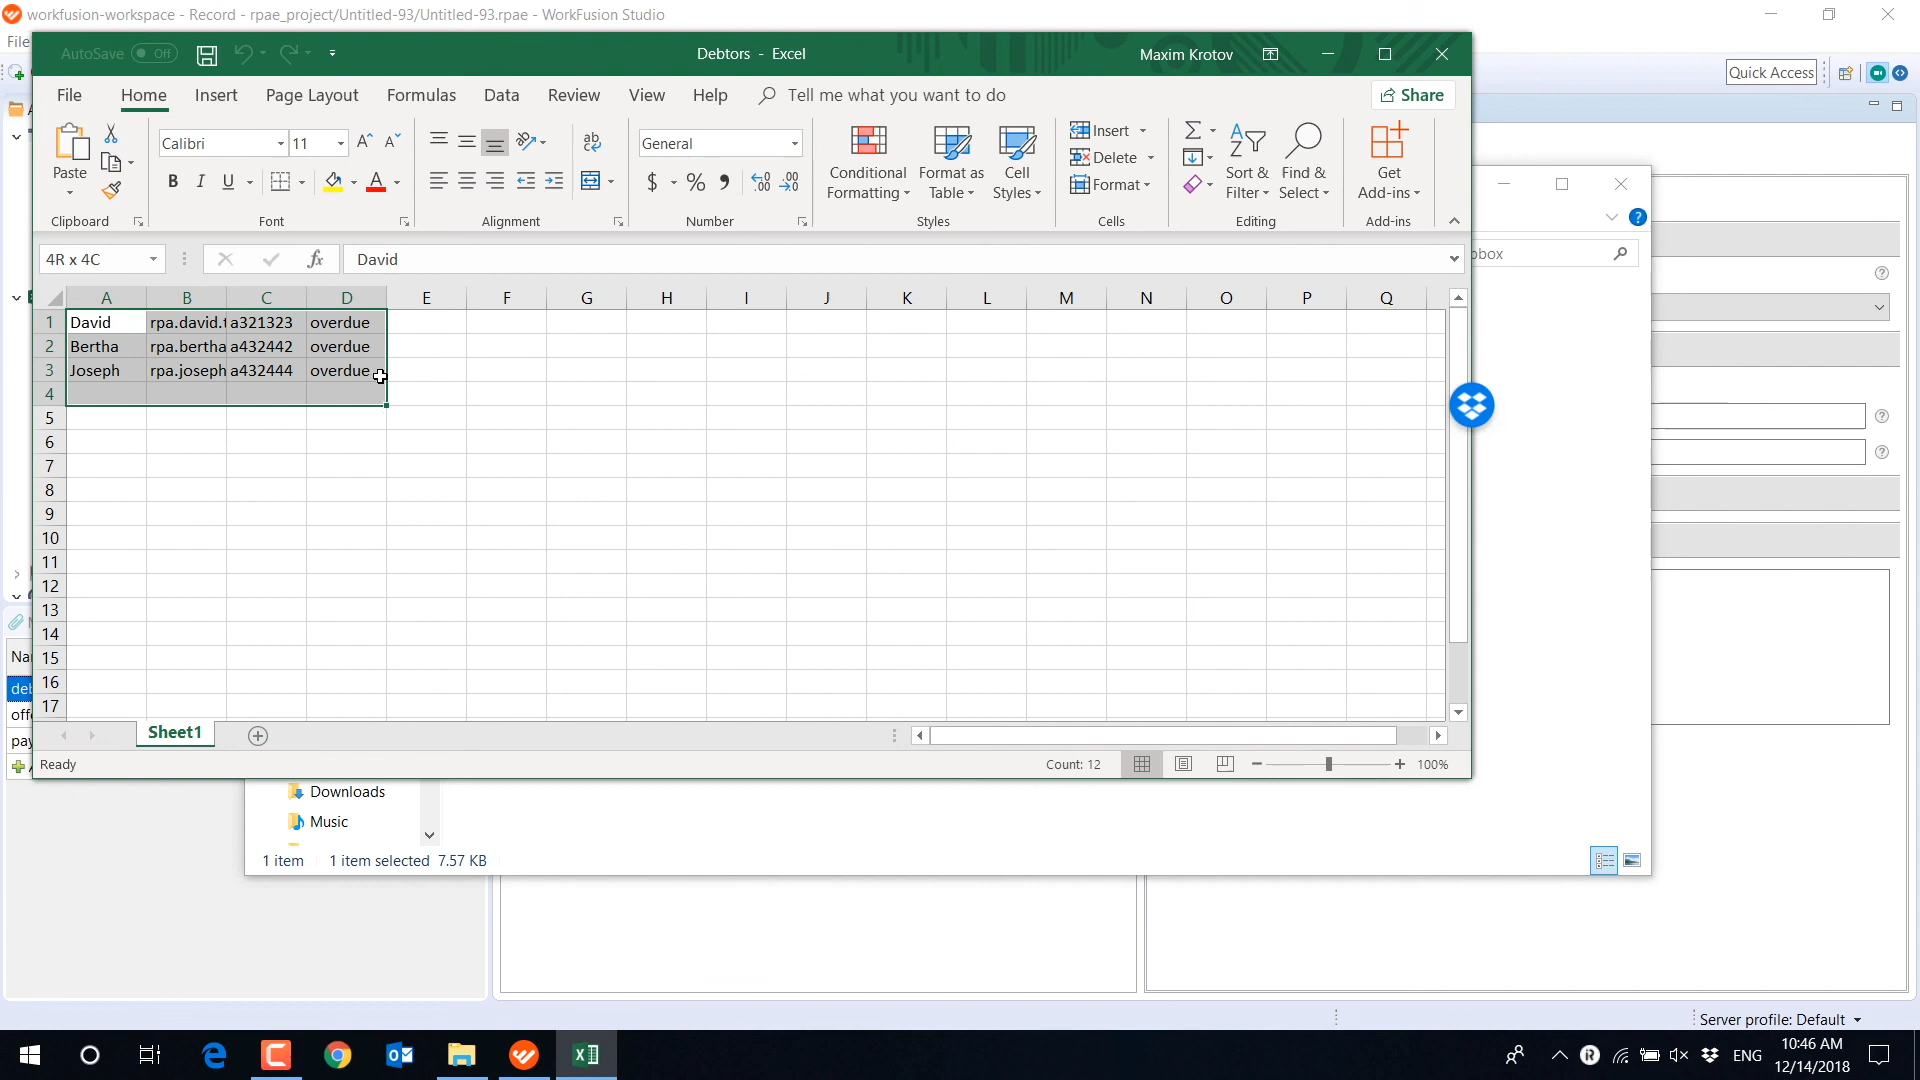 workfusion-workspace - Record - rpae_project/Untitled-93/Untitled-93.rpae - WorkFusion Studio
File
AutoSave Off
Debtors - Excel
Maxim Krotov
Quick Access
File Home Insert Page Layout Formulas Data Review View Help Tell me what you want to do
Share
Paste
Calibri 11
General
Conditional Formatting
Format as Table
Cell Styles
Insert
Delete
Format
Sort & Filter
Find & Select
Get Add-ins
Clipboard Font Alignment Number Styles Cells Editing Add-ins
4R x 4C
fx
David
A B C D E F G H I J K L M N O P Q
1 David rpa.david. a321323 overdue
2 Bertha rpa.bertha a432442 overdue
3 Joseph rpa.joseph a432444 overdue
4
5
6
7
8
9
10
11
12
13
14
15
16
17
Sheet1
Ready
Count: 12
100%
Downloads
Music
1 item 1 item selected 7.57 KB
Server profile: Default
ENG
10:46 AM
12/14/2018